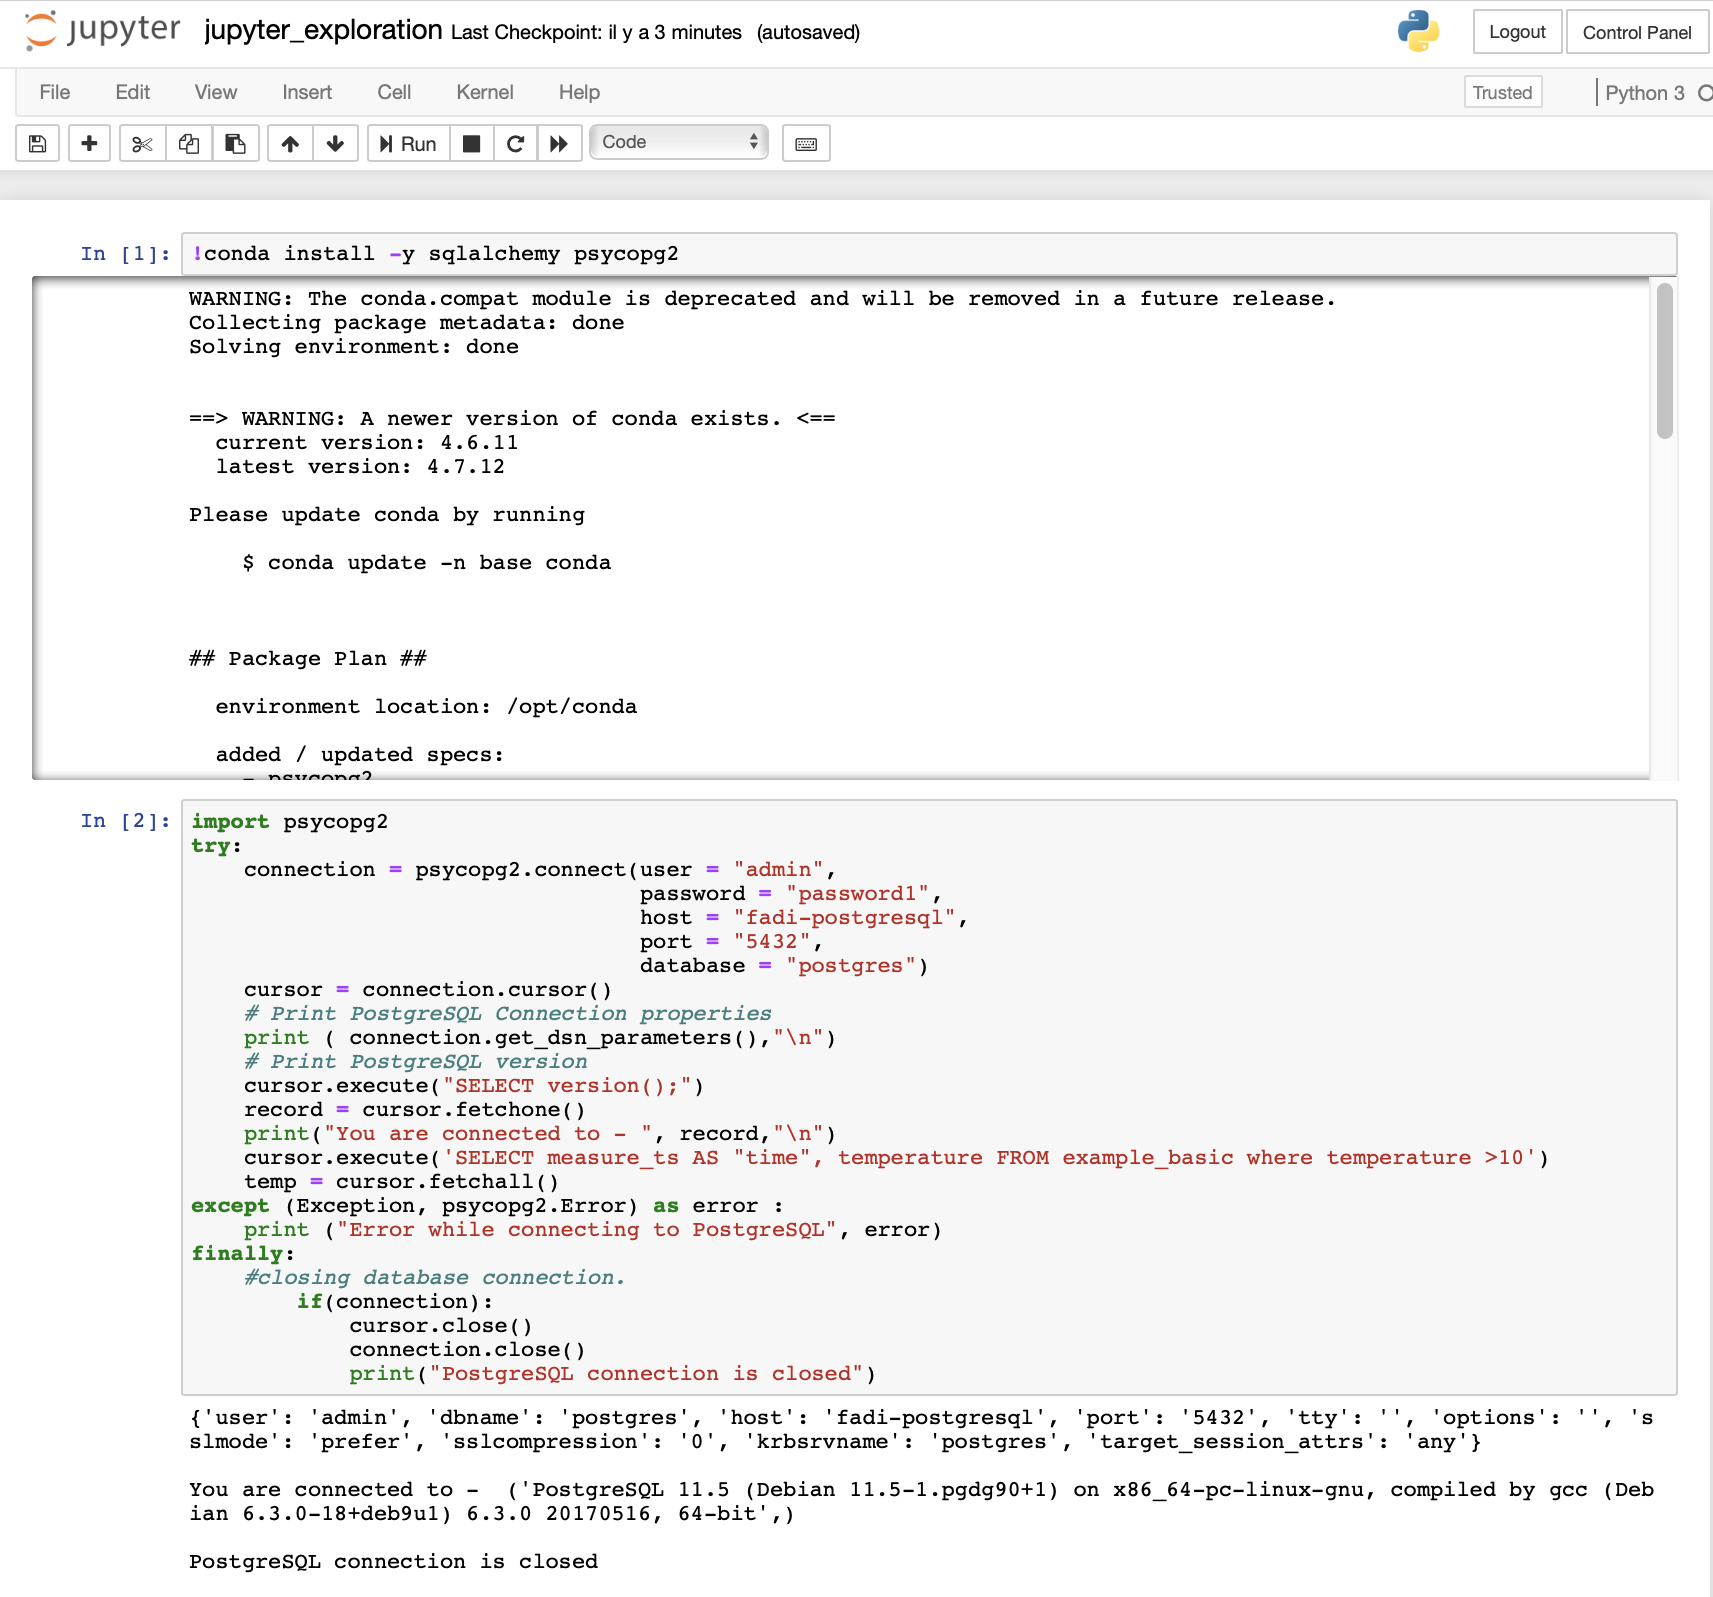 jupyter jupyter_exploration Last Checkpoint: il y a 3 minutes (autosaved) Logout Control Panel
File Edit View Insert Cell Kernel Help Trusted Python 3
Run Code
In [1]: !conda install -y sqlalchemy psycopg2
WARNING: The conda.compat module is deprecated and will be removed in a future release.
Collecting package metadata: done
Solving environment: done
==> WARNING: A newer version of conda exists. <==
  current version: 4.6.11
  latest version: 4.7.12
Please update conda by running
    $ conda update -n base conda
## Package Plan ##
  environment location: /opt/conda
  added / updated specs:
    - psycopg2
In [2]: import psycopg2
try:
    connection = psycopg2.connect(user = "admin",
                                  password = "password1",
                                  host = "fadi-postgresql",
                                  port = "5432",
                                  database = "postgres")
    cursor = connection.cursor()
    # Print PostgreSQL Connection properties
    print ( connection.get_dsn_parameters(),"\n")
    # Print PostgreSQL version
    cursor.execute("SELECT version();")
    record = cursor.fetchone()
    print("You are connected to - ", record,"\n")
    cursor.execute('SELECT measure_ts AS "time", temperature FROM example_basic where temperature >10')
    temp = cursor.fetchall()
except (Exception, psycopg2.Error) as error :
    print ("Error while connecting to PostgreSQL", error)
finally:
    #closing database connection.
        if(connection):
            cursor.close()
            connection.close()
            print("PostgreSQL connection is closed")
{'user': 'admin', 'dbname': 'postgres', 'host': 'fadi-postgresql', 'port': '5432', 'tty': '', 'options': '', 's
slmode': 'prefer', 'sslcompression': '0', 'krbsrvname': 'postgres', 'target_session_attrs': 'any'}
You are connected to -  ('PostgreSQL 11.5 (Debian 11.5-1.pgdg90+1) on x86_64-pc-linux-gnu, compiled by gcc (Deb
ian 6.3.0-18+deb9u1) 6.3.0 20170516, 64-bit',)
PostgreSQL connection is closed